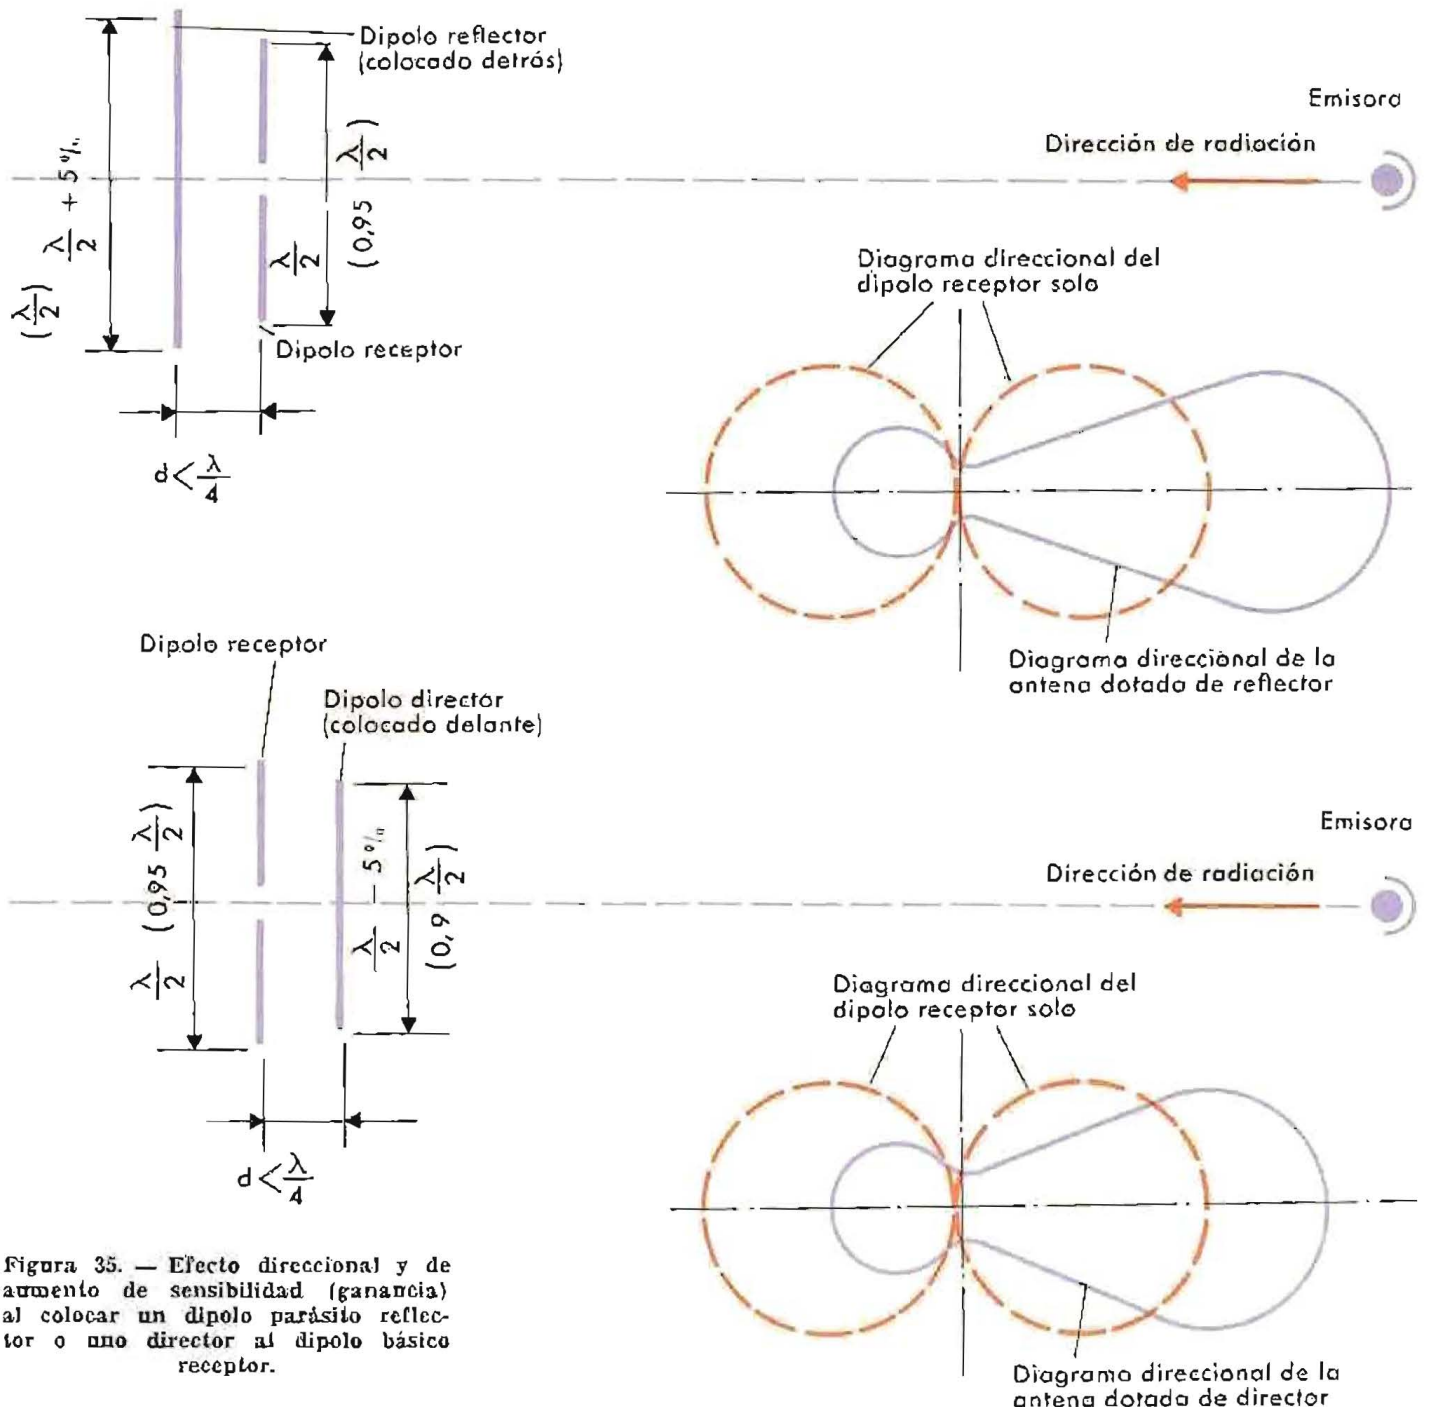 Dipolo reflector
(colocado detrás)
Emisora
Dirección de radiación
(λ/2) λ/2 + 5%
λ/2 (0,95 λ/2)
Diagrama direccional del
dipolo receptor solo
Dipolo receptor
d < λ/4
Diagrama direccional de la
antena dotada de reflector
Dipolo receptor
Dipolo director
(colocado delante)
Emisora
Dirección de radiación
λ/2 (0,95 λ/2)
λ/2 - 5%
(0,9 λ/2)
Diagrama direccional del
dipolo receptor solo
d < λ/4
Figura 35. — Efecto direccional y de
aumento de sensibilidad (ganancia)
al colocar un dipolo parásito reflec-
tor o uno director al dipolo básico
receptor.
Diagrama direccional de la
antena dotada de director